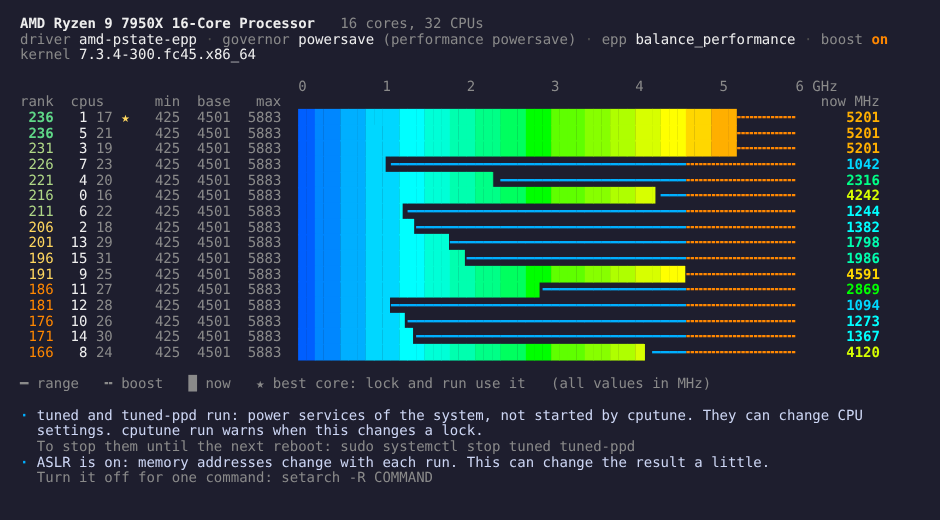 AMD Ryzen 9 7950X 16-Core Processor   16 cores, 32 CPUs
driver amd-pstate-epp · governor powersave (performance powersave) · epp balance_performance · boost on
kernel 7.3.4-300.fc45.x86_64
0 1 2 3 4 5 6 GHz
rank cpus min base max now MHz
236 1 17 ★ 425 4501 5883 5201
236 5 21 425 4501 5883 5201
231 3 19 425 4501 5883 5201
226 7 23 425 4501 5883 1042
221 4 20 425 4501 5883 2316
216 0 16 425 4501 5883 4242
211 6 22 425 4501 5883 1244
206 2 18 425 4501 5883 1382
201 13 29 425 4501 5883 1798
196 15 31 425 4501 5883 1986
191 9 25 425 4501 5883 4591
186 11 27 425 4501 5883 2869
181 12 28 425 4501 5883 1094
176 10 26 425 4501 5883 1273
171 14 30 425 4501 5883 1367
166 8 24 425 4501 5883 4120
━ range   ╍ boost   █ now   ★ best core: lock and run use it   (all values in MHz)
· tuned and tuned-ppd run: power services of the system, not started by cputune. They can change CPU
settings. cputune run warns when this changes a lock.
To stop them until the next reboot: sudo systemctl stop tuned tuned-ppd
· ASLR is on: memory addresses change with each run. This can change the result a little.
Turn it off for one command: setarch -R COMMAND